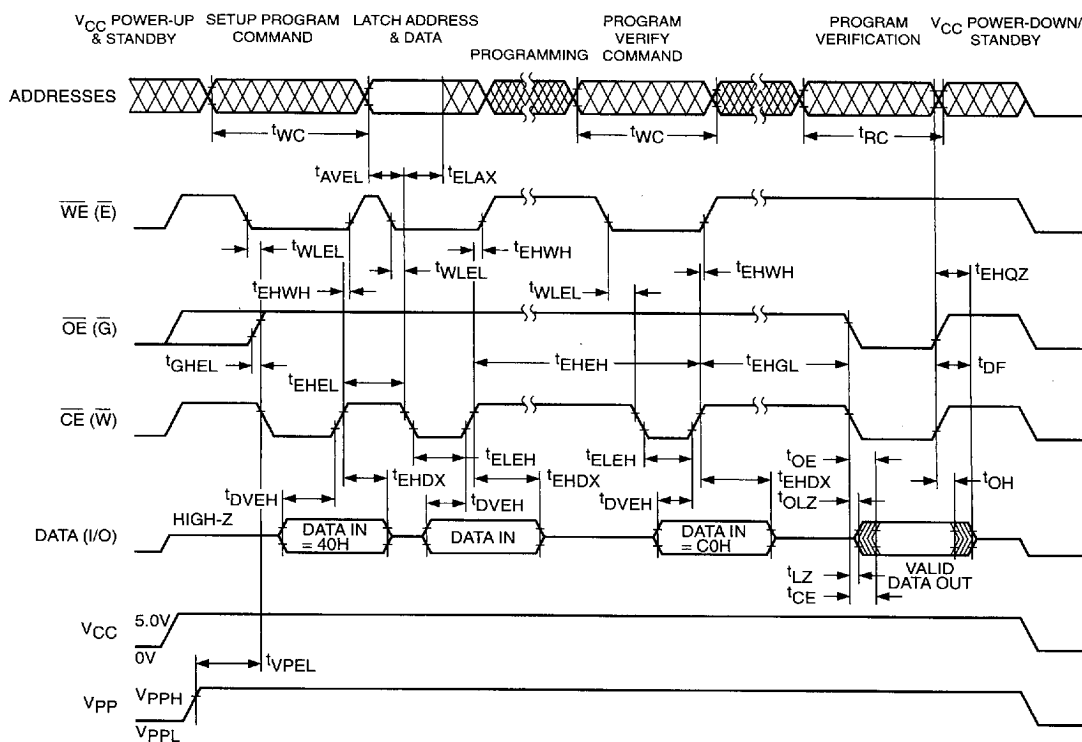 VCC POWER-UP & STANDBY
SETUP PROGRAM COMMAND
LATCH ADDRESS & DATA
PROGRAMMING
PROGRAM VERIFY COMMAND
PROGRAM VERIFICATION
VCC POWER-DOWN/ STANDBY
ADDRESSES
tWC
tWC
tRC
tAVEL
tELAX
WE (E)
tWLEL
tWLEL
tEHWH
tEHWH
tWLEL
tEHWH
tEHQZ
OE (G)
tGHEL
tEHEL
tEHEH
tEHGL
tDF
CE (W)
tELEH
tELEH
tOE
tEHDX
tEHDX
tEHDX
tOH
tDVEH
tDVEH
tDVEH
tOLZ
DATA (I/O)
HIGH-Z
DATA IN = 40H
DATA IN
DATA IN = C0H
VALID DATA OUT
tLZ
tCE
VCC
5.0V
0V
tVPEL
VPP
VPPH
VPPL